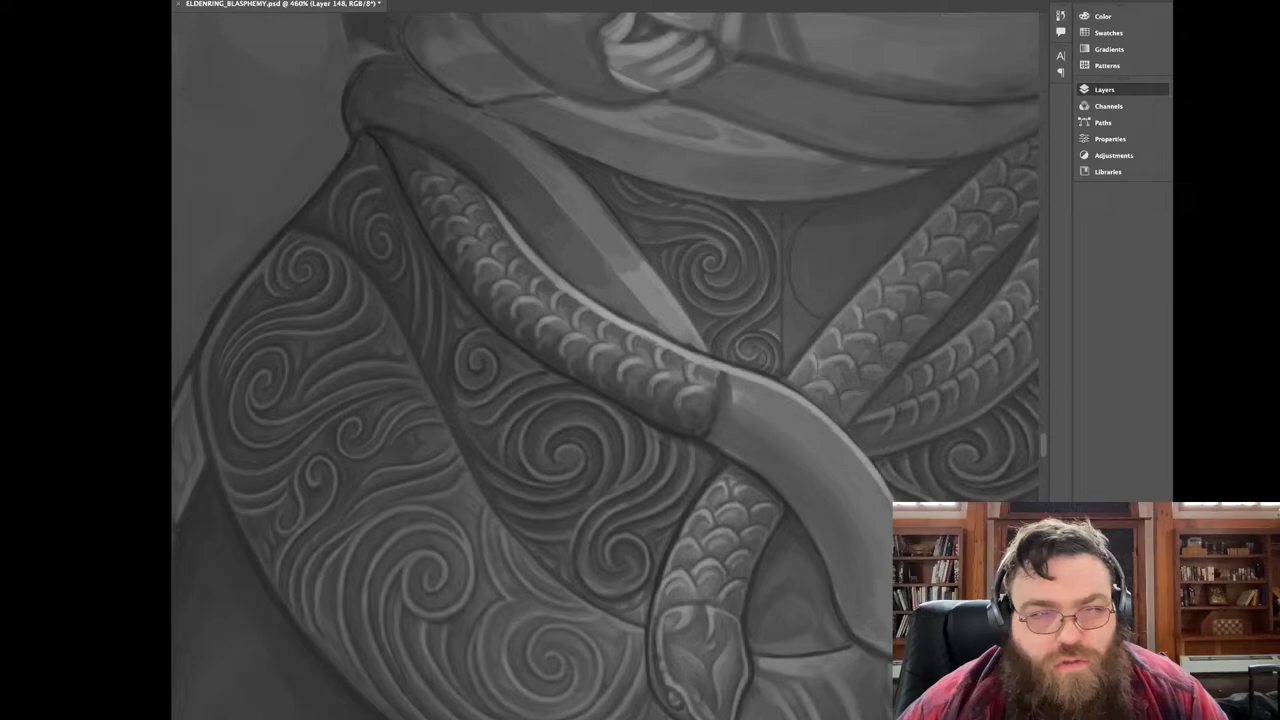 ELDENRING_BLASPHEMY.psd @ 460% (Layer 148, RGB/8*) *
Color
Swatches
Gradients
Patterns
Layers
Channels
Paths
Properties
Adjustments
Libraries